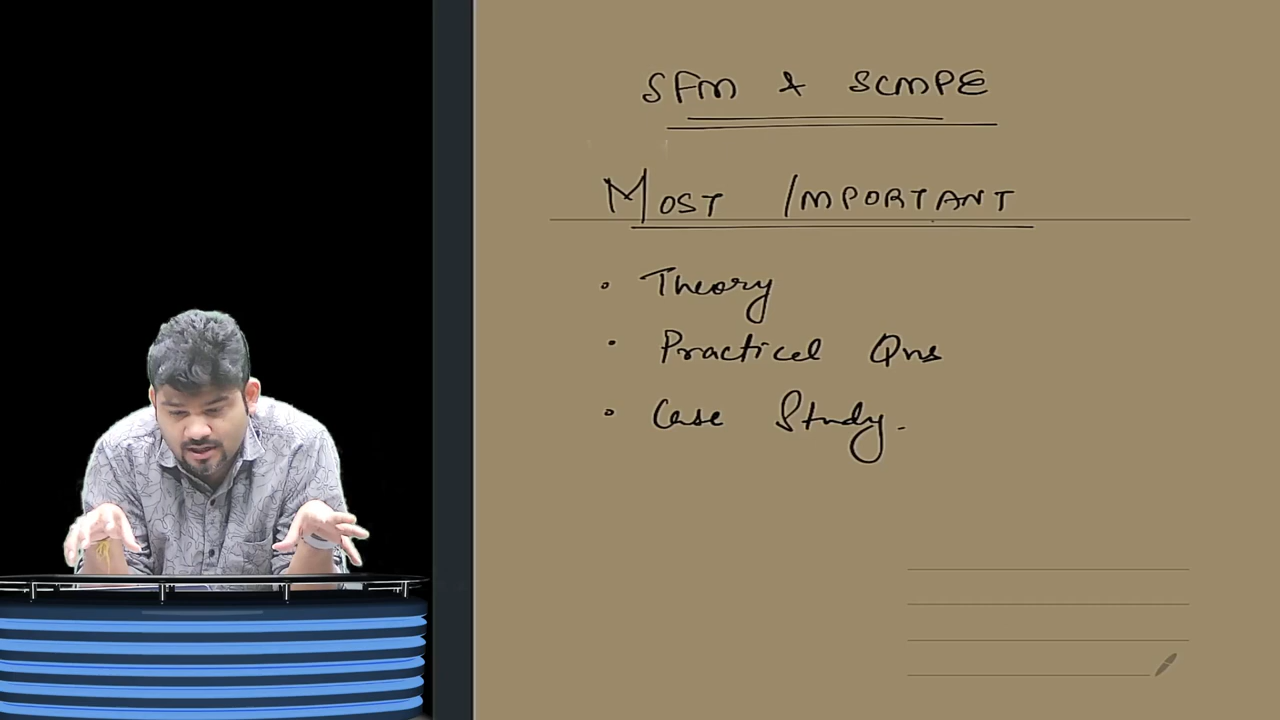 SFM & SCMPE
MOST IMPORTANT
• Theory
• Practical Qns
• Case Study.